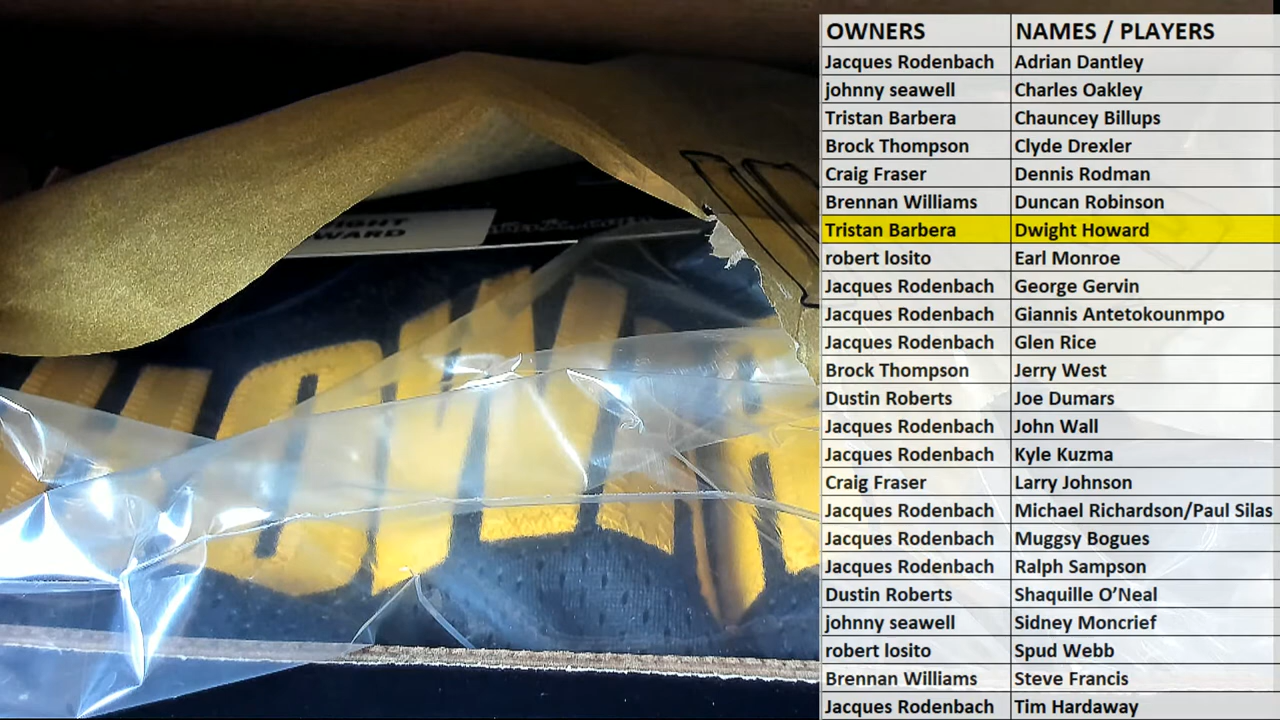 IGHT
WARD
HOWAR
OWNERS NAMES / PLAYERS
Jacques Rodenbach Adrian Dantley
johnny seawell Charles Oakley
Tristan Barbera Chauncey Billups
Brock Thompson Clyde Drexler
Craig Fraser Dennis Rodman
Brennan Williams Duncan Robinson
Tristan Barbera Dwight Howard
robert losito Earl Monroe
Jacques Rodenbach George Gervin
Jacques Rodenbach Giannis Antetokounmpo
Jacques Rodenbach Glen Rice
Brock Thompson Jerry West
Dustin Roberts Joe Dumars
Jacques Rodenbach John Wall
Jacques Rodenbach Kyle Kuzma
Craig Fraser Larry Johnson
Jacques Rodenbach Michael Richardson/Paul Silas
Jacques Rodenbach Muggsy Bogues
Jacques Rodenbach Ralph Sampson
Dustin Roberts Shaquille O’Neal
johnny seawell Sidney Moncrief
robert losito Spud Webb
Brennan Williams Steve Francis
Jacques Rodenbach Tim Hardaway